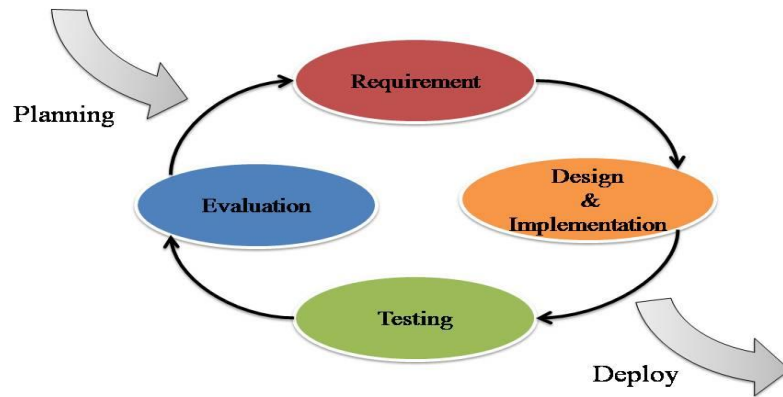 Requirement
Planning
Evaluation
Design
&
Implementation
Testing
Deploy